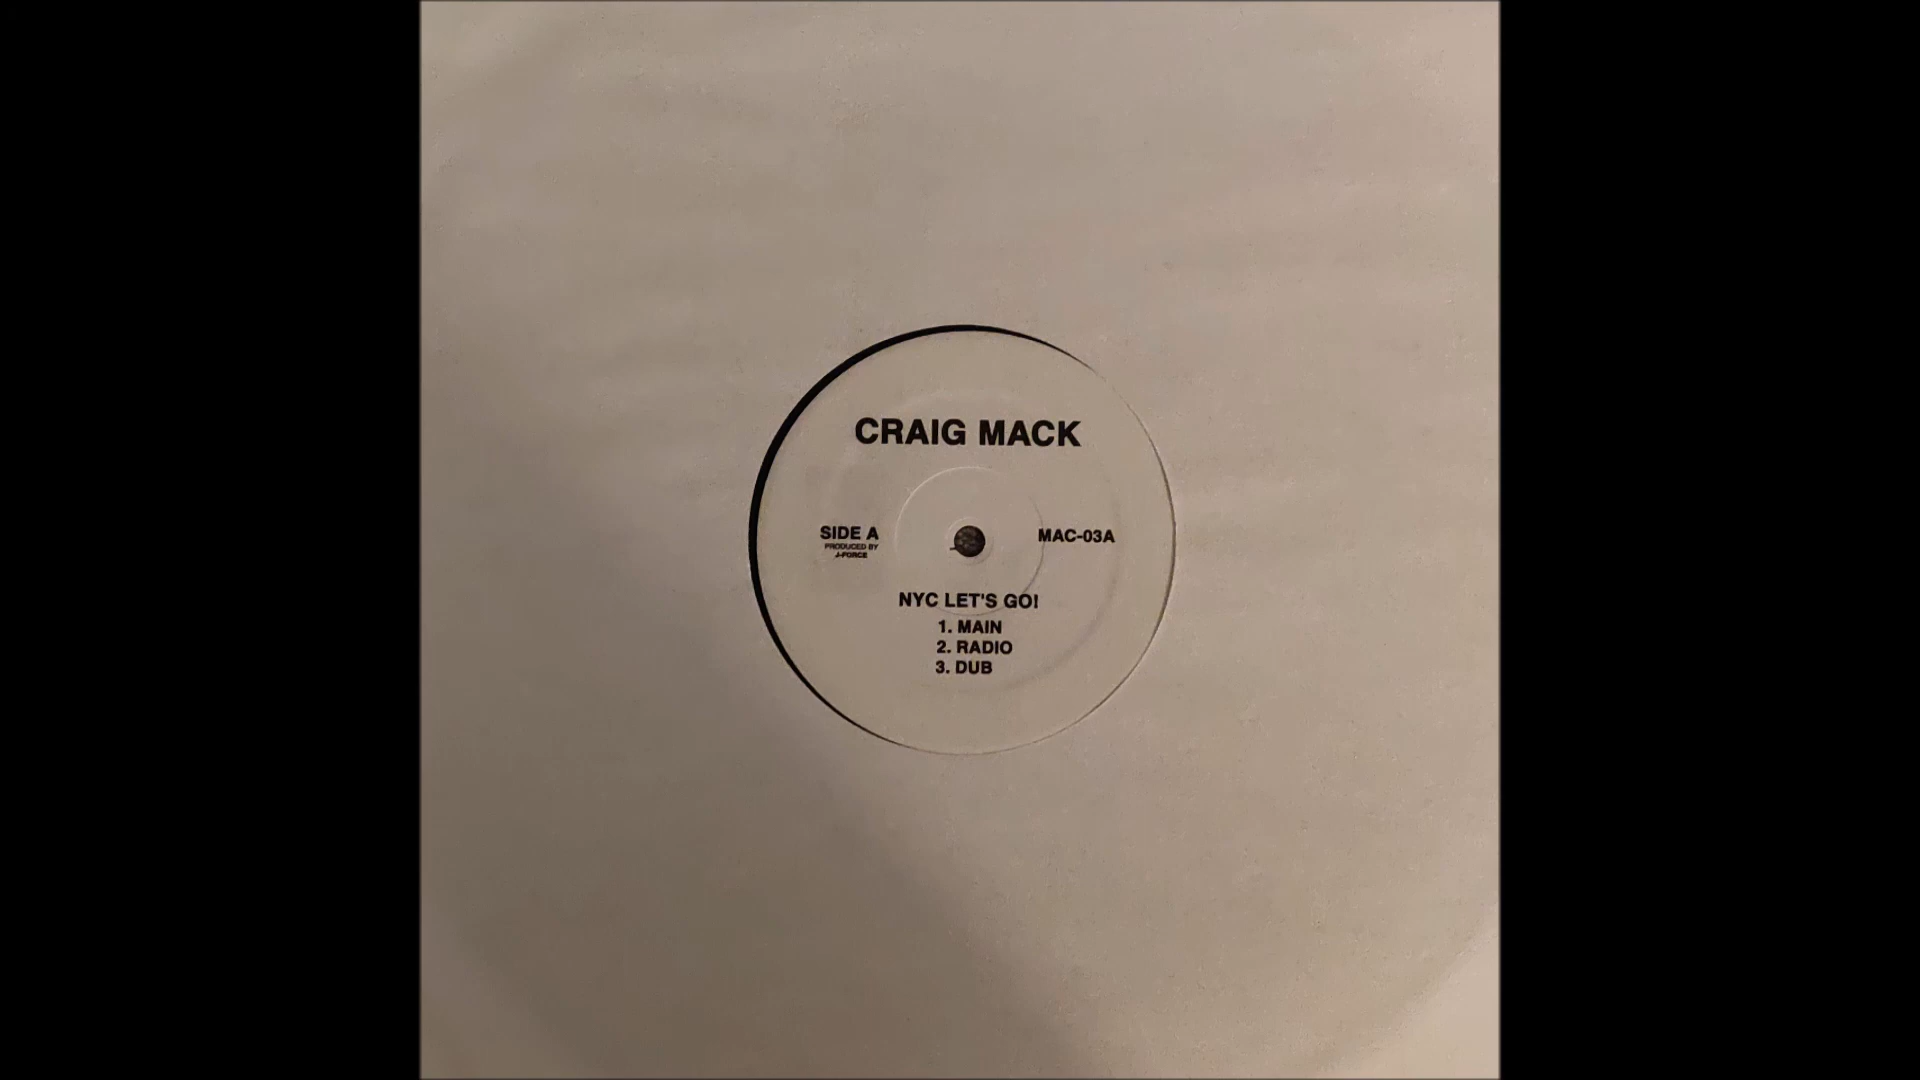 CRAIG MACK
SIDE A
PRODUCED BY
J-FORCE
MAC-03A
NYC LET'S GO!
1. MAIN
2. RADIO
3. DUB